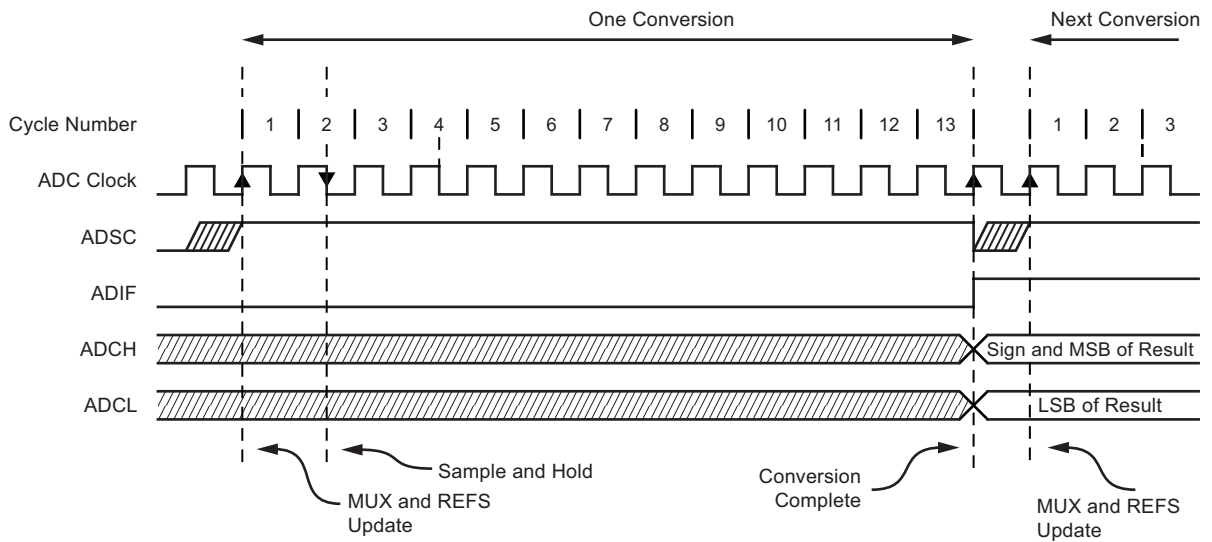 One Conversion
Next Conversion
Cycle Number
1 2 3 4 5 6 7 8 9 10 11 12 13 1 2 3
ADC Clock
ADSC
ADIF
ADCH
Sign and MSB of Result
ADCL
LSB of Result
Sample and Hold
MUX and REFS
Update
Conversion
Complete
MUX and REFS
Update